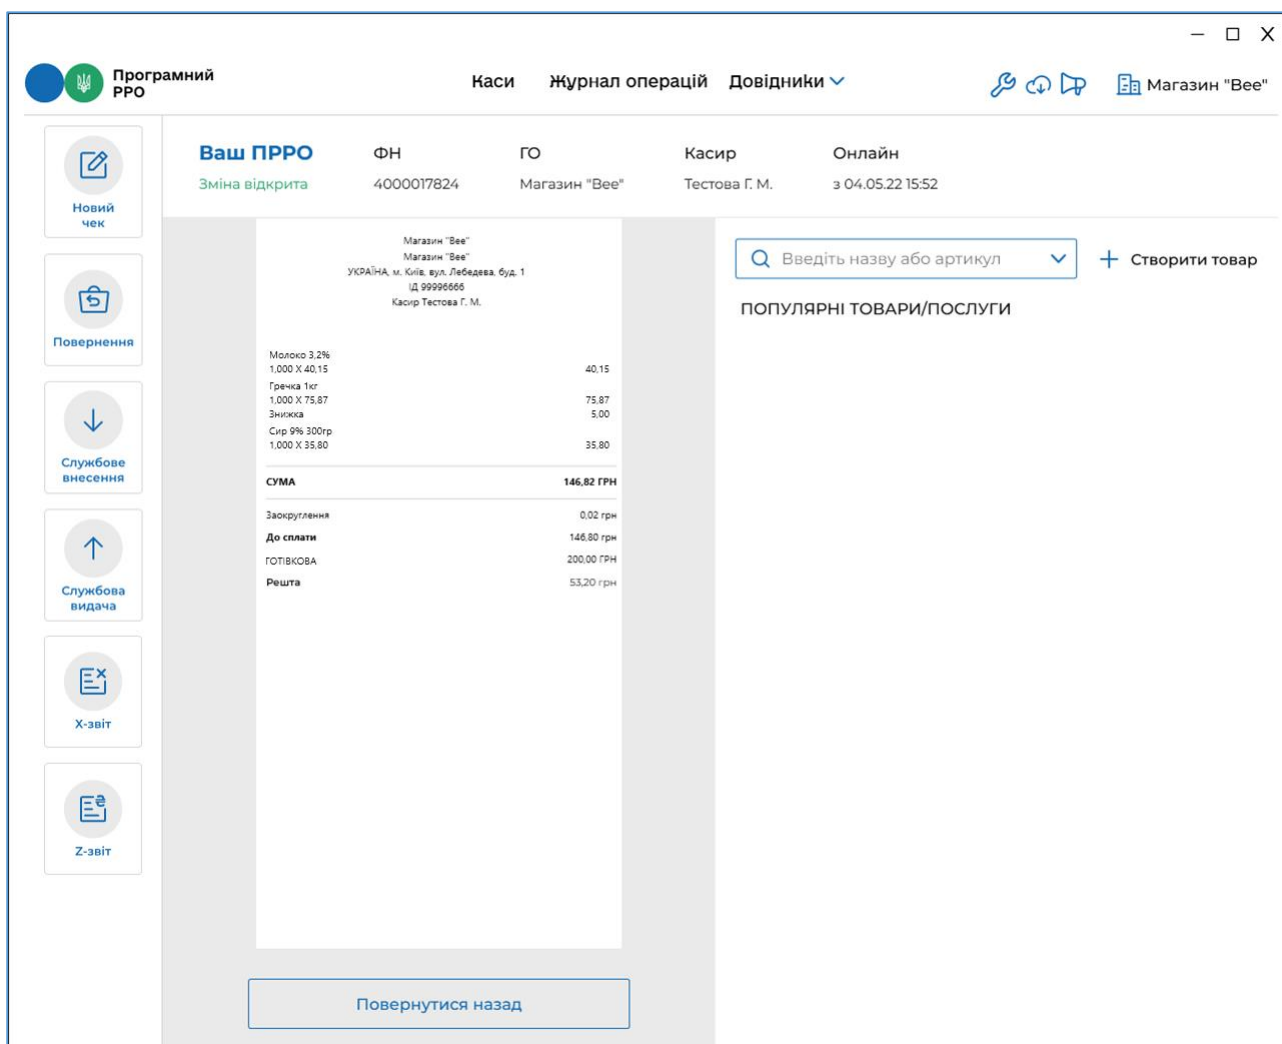 Програмний
РРО
Каси Журнал операцій Довідники
Магазин "Вее"
Новий
чек
Повернення
Службове
внесення
Службова
видача
X-звіт
Z-звіт
Ваш ПРРО ФН ГО Касир Онлайн
Зміна відкрита 4000017824 Магазин "Вее" Тестова Г. М. з 04.05.22 15:52
Магазин "Вее"
Магазин "Вее"
УКРАЇНА, м. Київ, вул. Лебедева, буд. 1
ІД 99996666
Касир Тестова Г. М.
Молоко 3,2%
1,000 X 40,15 40,15
Гречка 1кг
1,000 X 75,87 75,87
Знижка 5,00
Сир 9% 300гр
1,000 X 35,80 35,80
СУМА 146,82 ГРН
Заокруглення 0,02 грн
До сплати 146,80 грн
ГОТІВКОВА 200,00 ГРН
Решта 53,20 грн
Повернутися назад
Введіть назву або артикул
+ Створити товар
ПОПУЛЯРНІ ТОВАРИ/ПОСЛУГИ